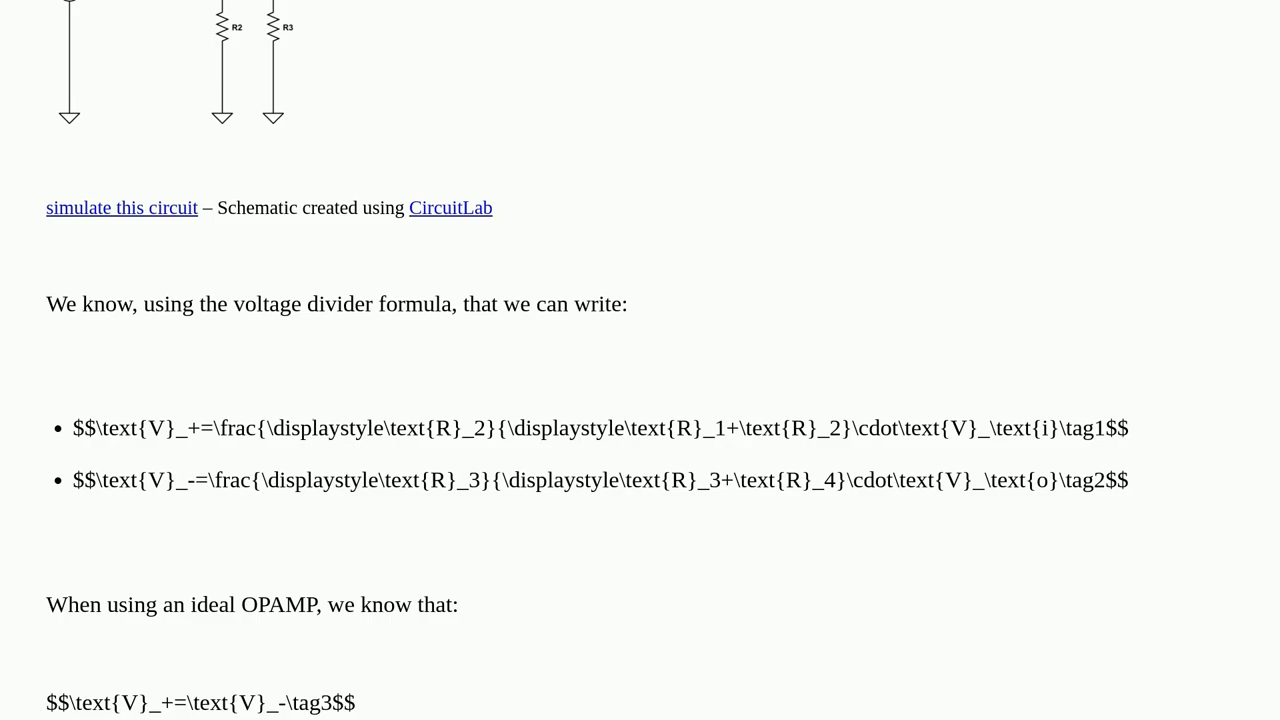 R2 R3
simulate this circuit – Schematic created using CircuitLab
We know, using the voltage divider formula, that we can write:
• $$\text{V}_+=\frac{\displaystyle\text{R}_2}{\displaystyle\text{R}_1+\text{R}_2}\cdot\text{V}_\text{i}\tag1$$
• $$\text{V}_-=\frac{\displaystyle\text{R}_3}{\displaystyle\text{R}_3+\text{R}_4}\cdot\text{V}_\text{o}\tag2$$
When using an ideal OPAMP, we know that:
$$\text{V}_+=\text{V}_-\tag3$$